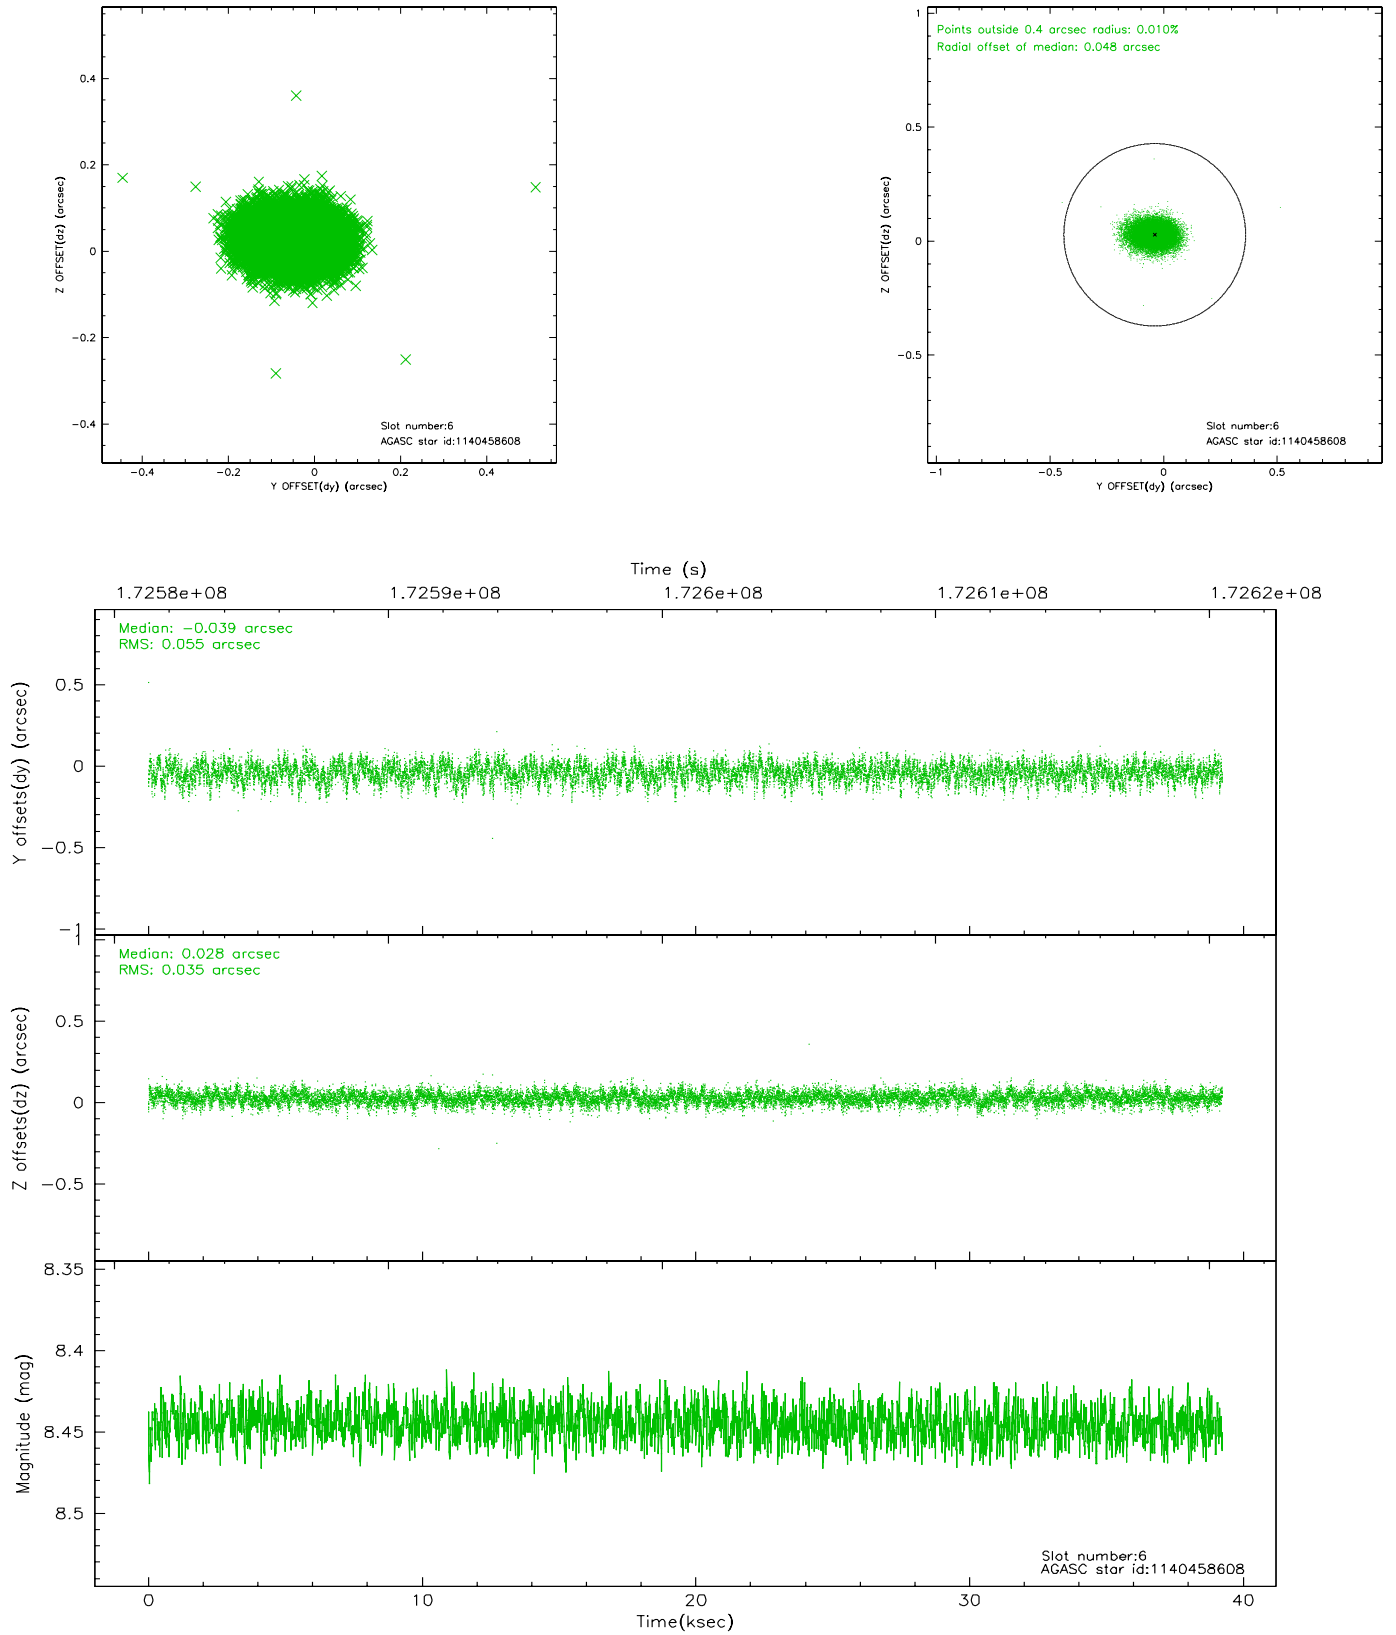 0.4
0.2
0
−0.2
−0.4
Z OFFSET(dz) (arcsec)
Slot number:6
AGASC star id:1140458608
−0.4 −0.2 0 0.2 0.4
Y OFFSET(dy) (arcsec)
1
0.5
0
−0.5
Z OFFSET(dz) (arcsec)
Points outside 0.4 arcsec radius: 0.010%
Radial offset of median: 0.048 arcsec
Slot number:6
AGASC star id:1140458608
−1 −0.5 0 0.5
Y OFFSET(dy) (arcsec)
Time (s)
1.7258e+08 1.7259e+08 1.726e+08 1.7261e+08 1.7262e+08
Median: −0.039 arcsec
RMS: 0.055 arcsec
0.5
0
−0.5
−1
Y offsets(dy) (arcsec)
Median: 0.028 arcsec
RMS: 0.035 arcsec
1
0.5
0
−0.5
Z offsets(dz) (arcsec)
8.35
8.4
8.45
8.5
Magnitude (mag)
Slot number:6
AGASC star id:1140458608
0 10 20 30 40
Time(ksec)